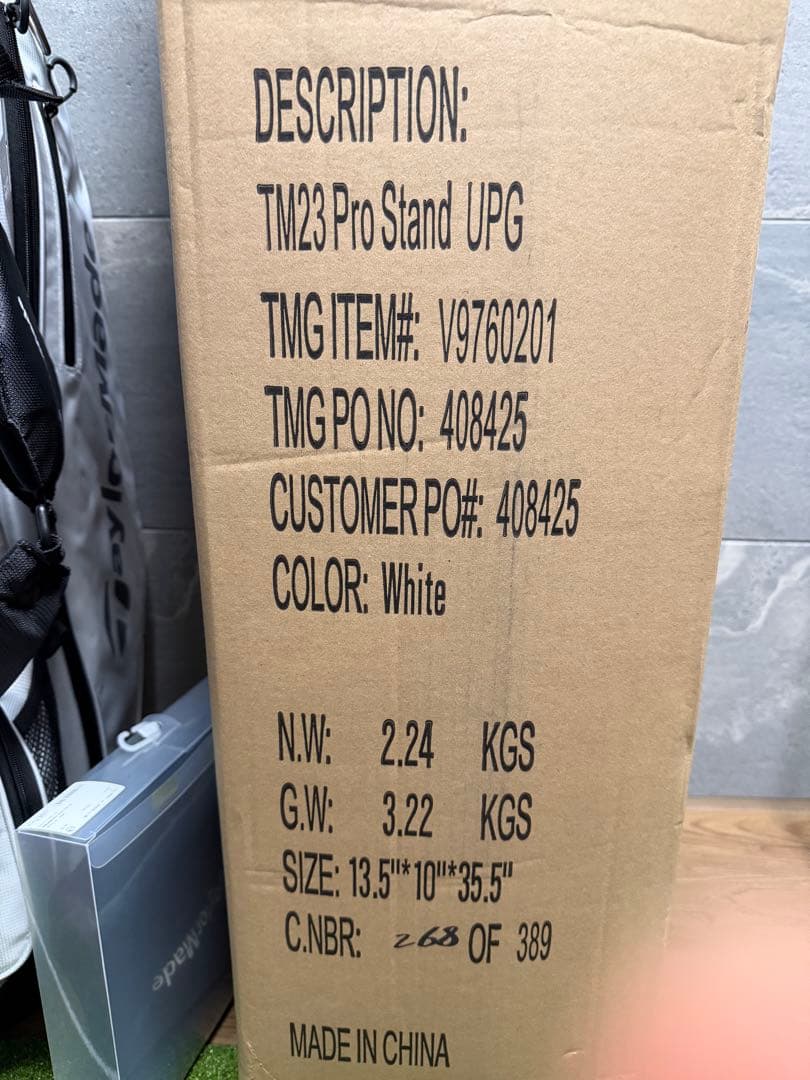 DESCRIPTION:
TM23 Pro Stand UPG
TMG ITEM#: V9760201
TMG PO NO: 408425
CUSTOMER PO#: 408425
COLOR: White
N.W: 2.24 KGS
G.W: 3.22 KGS
SIZE: 13.5"*10"*35.5"
C.NBR: 268 OF 389
MADE IN CHINA
TaylorMade